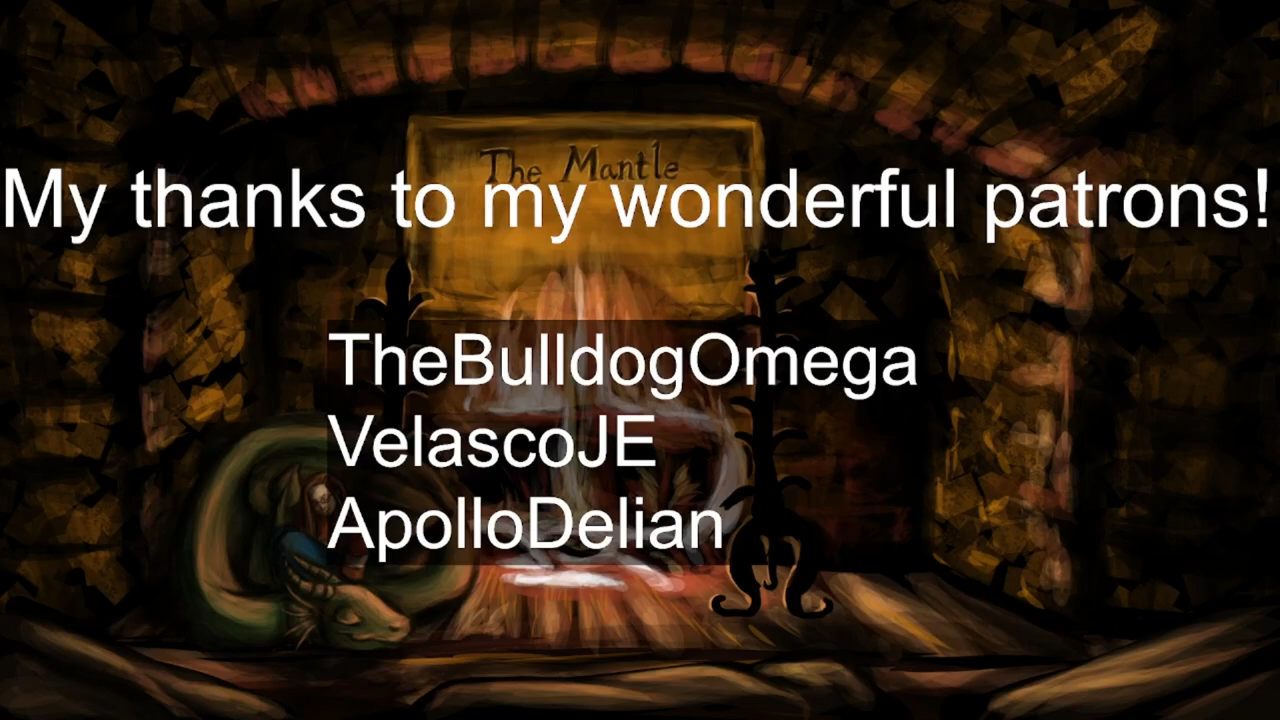 The Mantle
My thanks to my wonderful patrons!
TheBulldogOmega
VelascoJE
ApolloDelian